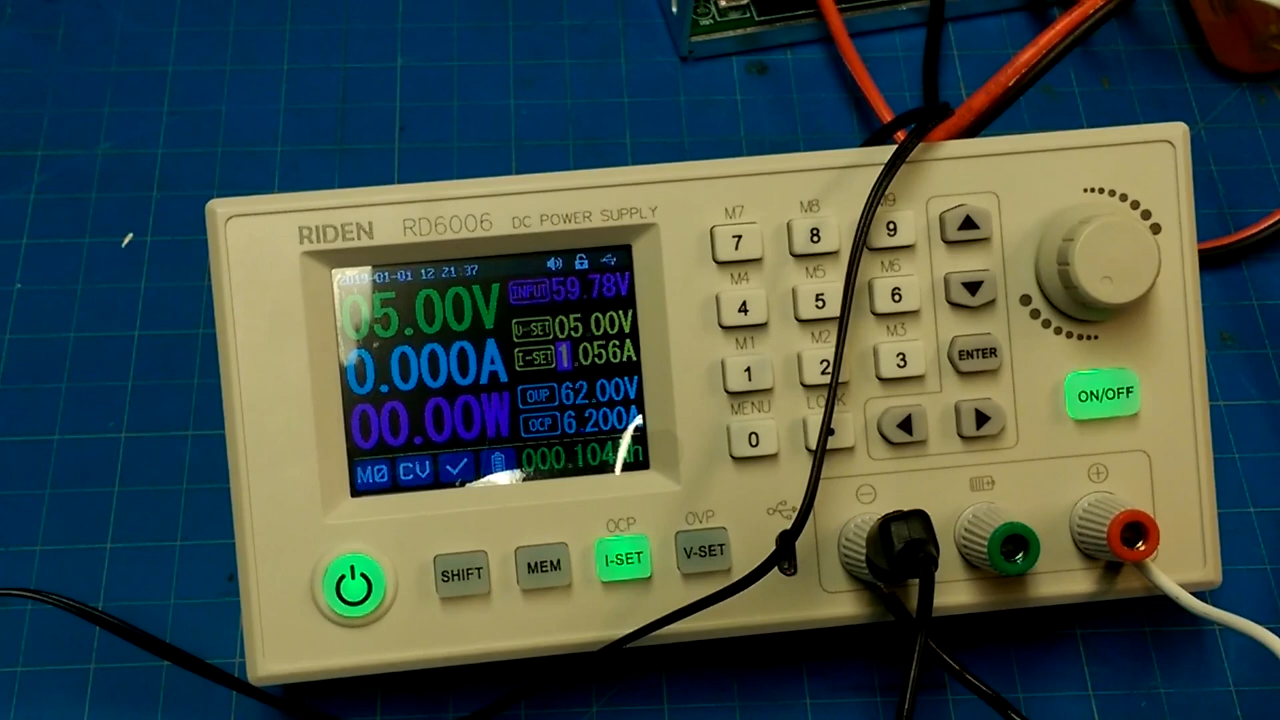 RIDEN RD6006 DC POWER SUPPLY
2019-01-01 12 21:37
05.00V
0.000A
00.00W
INPUT 59.78V
U-SET 05.00V
I-SET 1.056A
OVP 62.00V
OCP 6.200A
M0 CV 000.104Ah
M7 M8 M9
7 8 9
M4 M5 M6
4 5 6
M1 M2 M3
1 2 3
ENTER
MENU LOCK
0
ON/OFF
OCP OVP
SHIFT MEM I-SET V-SET